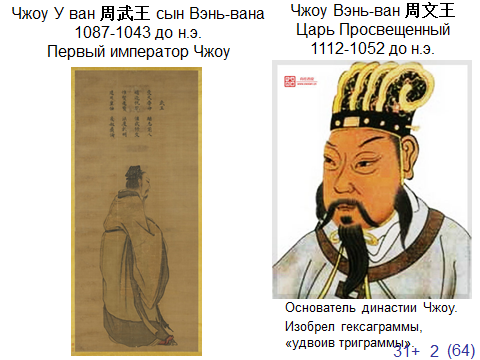 Чжоу У ван 周武王 сын Вэнь-вана
1087-1043 до н.э.
Первый император Чжоу
Чжоу Вэнь-ван 周文王
Царь Просвещенный
1112-1052 до н.э.
Основатель династии Чжоу.
Изобрел гексаграммы,
«удвоив триграммы».
31+ 2 (64)